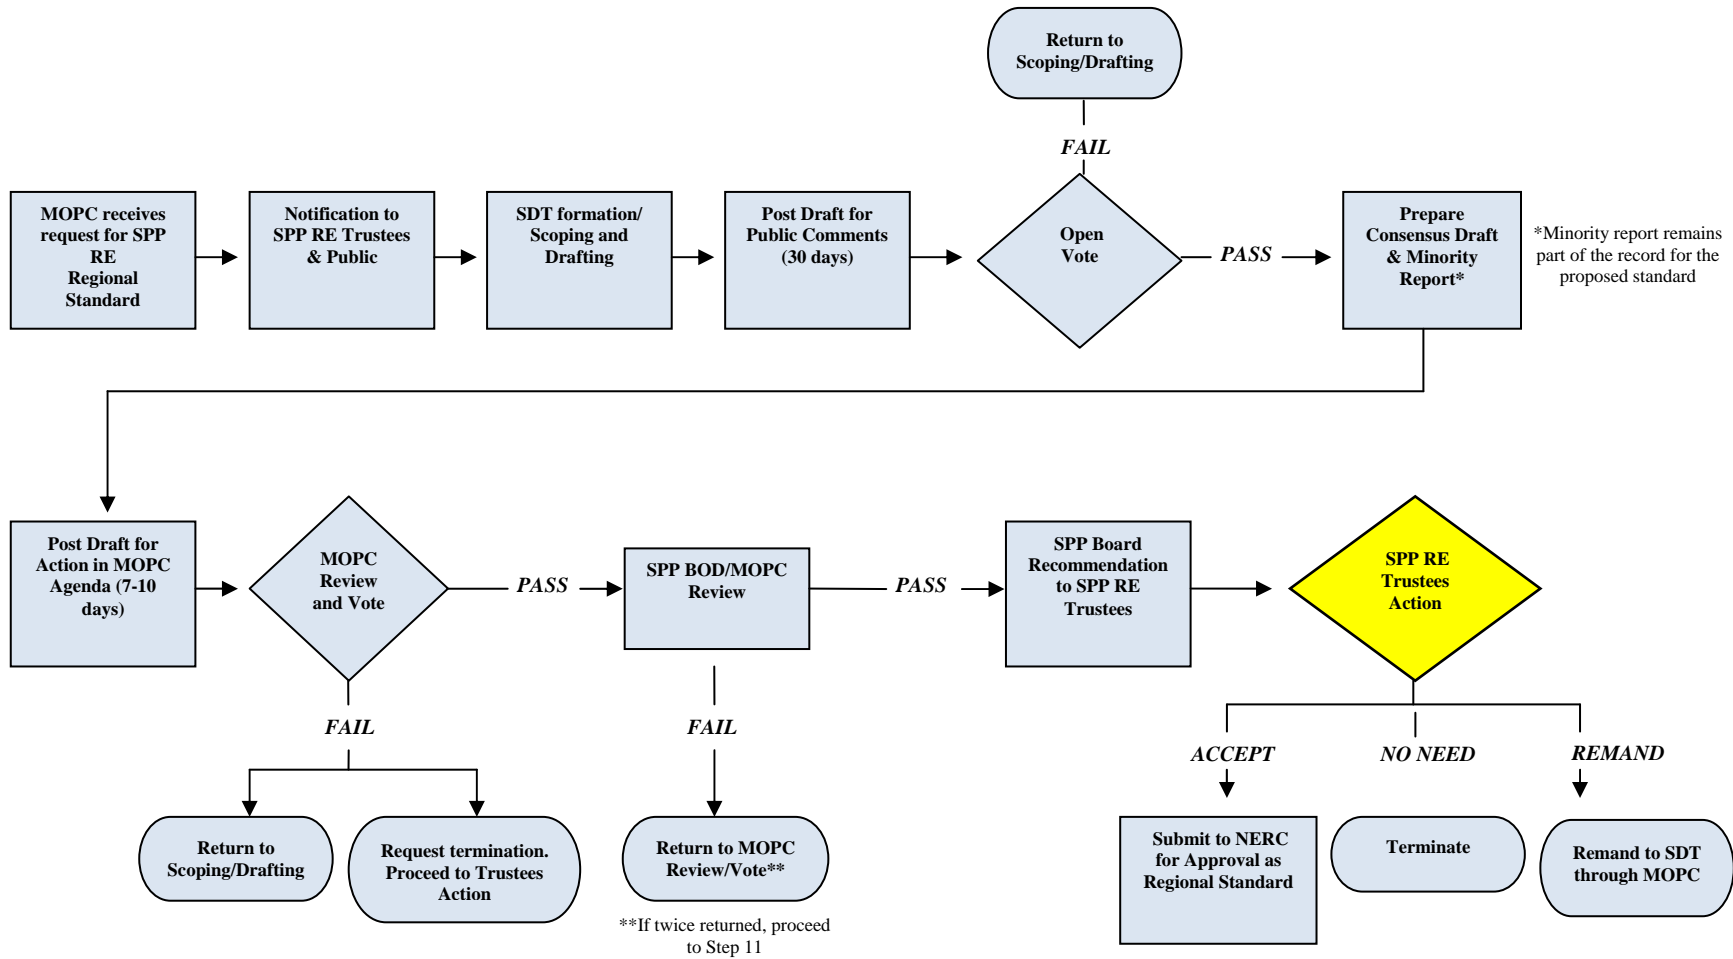 Return to
Scoping/Drafting
FAIL
MOPC receives
request for SPP
RE
Regional
Standard
Notification to
SPP RE Trustees
& Public
SDT formation/
Scoping and
Drafting
Post Draft for
Public Comments
(30 days)
Open
Vote
PASS
Prepare
Consensus Draft
& Minority
Report*
*Minority report remains
part of the record for the
proposed standard
Post Draft for
Action in MOPC
Agenda (7-10
days)
MOPC
Review
and Vote
PASS
SPP BOD/MOPC
Review
PASS
SPP Board
Recommendation
to SPP RE
Trustees
SPP RE
Trustees
Action
FAIL
FAIL
ACCEPT
NO NEED
REMAND
Return to
Scoping/Drafting
Request termination.
Proceed to Trustees
Action
Return to MOPC
Review/Vote**
**If twice returned, proceed
to Step 11
Submit to NERC
for Approval as
Regional Standard
Terminate
Remand to SDT
through MOPC